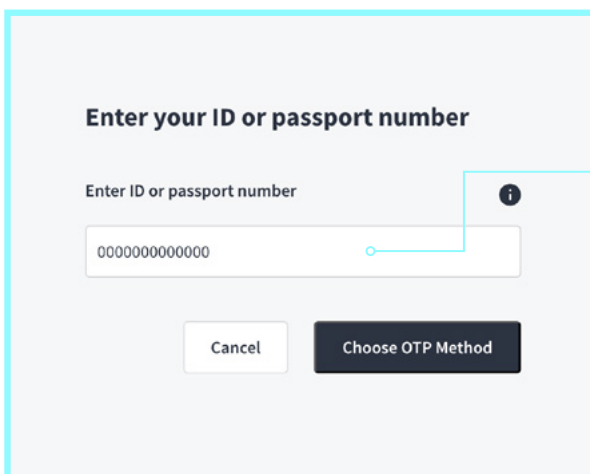 Enter your ID or passport number
Enter ID or passport number
0000000000000
Cancel
Choose OTP Method